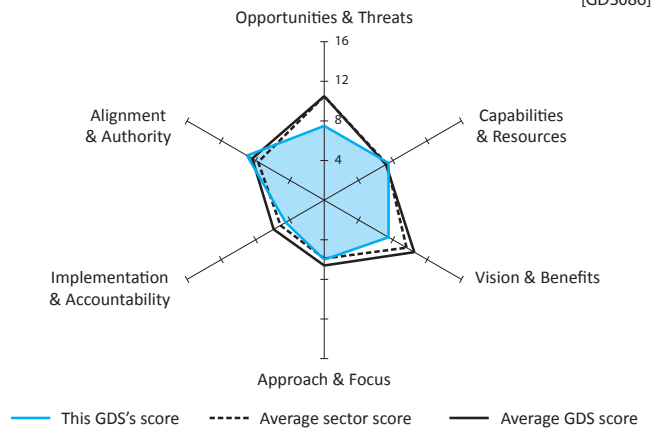 [GDS086]
Opportunities & Threats
16
12
8
4
Alignment
& Authority
Capabilities
& Resources
Implementation
& Accountability
Vision & Benefits
Approach & Focus
This GDS's score
Average sector score
Average GDS score